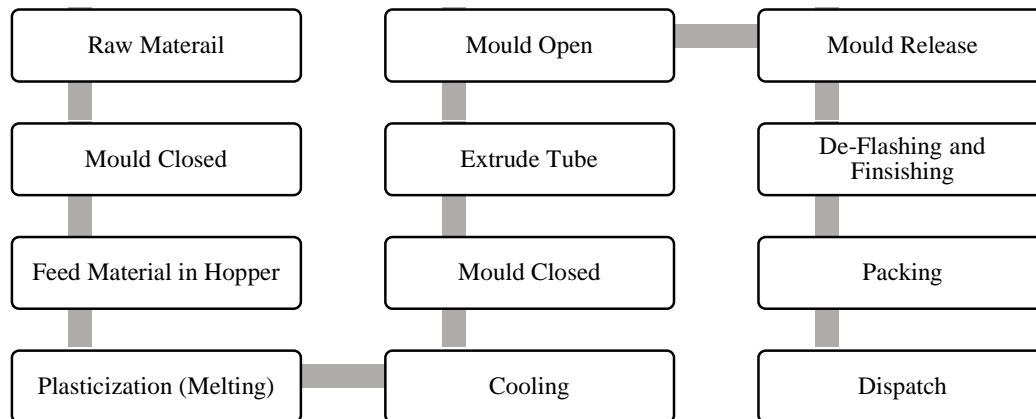 Raw Materail
Mould Closed
Feed Material in Hopper
Plasticization (Melting)
Cooling
Mould Closed
Extrude Tube
Mould Open
Mould Release
De-Flashing and
Finsishing
Packing
Dispatch